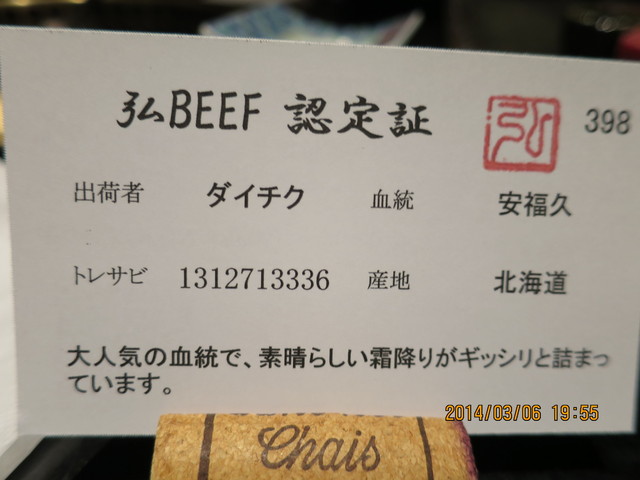 弘BEEF 認定証 弘 398
出荷者 ダイチク 血統 安福久
トレサビ 1312713336 産地 北海道
大人気の血統で、素晴らしい霜降りがギッシリと詰まっ
ています。
2014/03/06 19:55
Chais